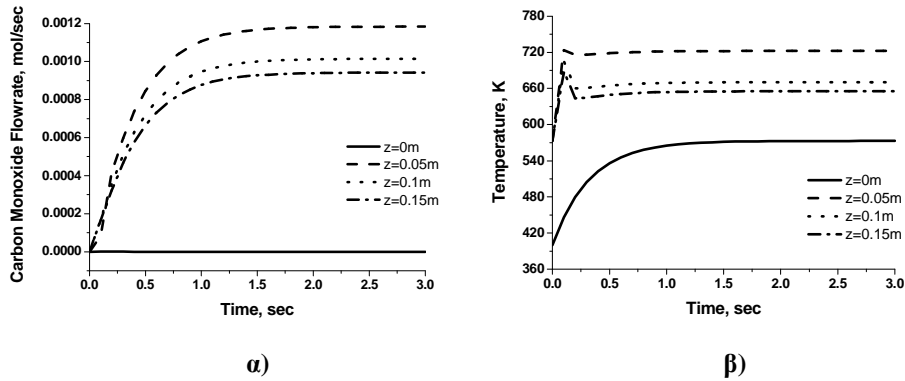 Carbon Monoxide Flowrate, mol/sec
0.0012
0.0010
0.0008
0.0006
0.0004
0.0002
0.0000
z=0m
z=0.05m
z=0.1m
z=0.15m
0.0 0.5 1.0 1.5 2.0 2.5 3.0
Time, sec
α)
Temperature, K
720
660
600
540
480
420
360
z=0m
z=0.05m
z=0.1m
z=0.15m
0.0 0.5 1.0 1.5 2.0 2.5 3.0
Time, sec
β)